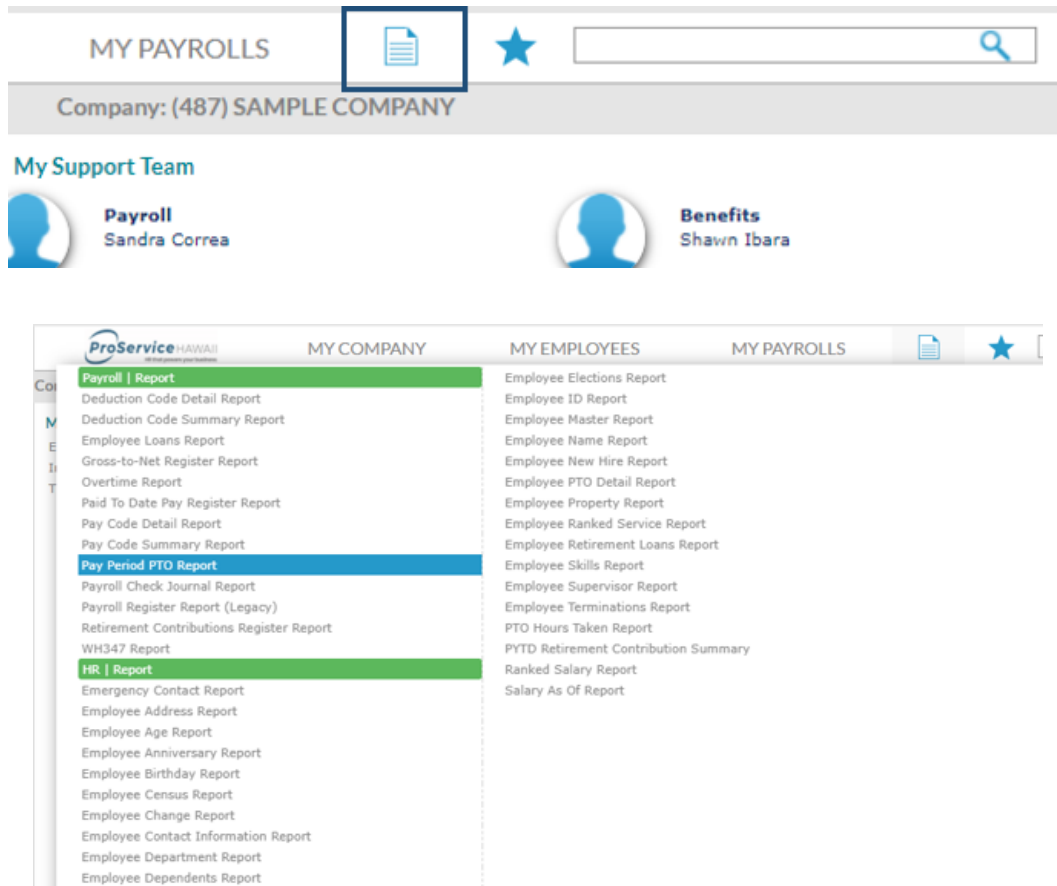 MY PAYROLLS
Company: (487) SAMPLE COMPANY
My Support Team
Payroll
Sandra Correa
Benefits
Shawn Ibara
ProService HAWAII
MY COMPANY
MY EMPLOYEES
MY PAYROLLS
Payroll | Report
Deduction Code Detail Report
Deduction Code Summary Report
Employee Loans Report
Gross-to-Net Register Report
Overtime Report
Paid To Date Pay Register Report
Pay Code Detail Report
Pay Code Summary Report
Pay Period PTO Report
Payroll Check Journal Report
Payroll Register Report (Legacy)
Retirement Contributions Register Report
WH347 Report
HR | Report
Emergency Contact Report
Employee Address Report
Employee Age Report
Employee Anniversary Report
Employee Birthday Report
Employee Census Report
Employee Change Report
Employee Contact Information Report
Employee Department Report
Employee Dependents Report
Employee Elections Report
Employee ID Report
Employee Master Report
Employee Name Report
Employee New Hire Report
Employee PTO Detail Report
Employee Property Report
Employee Ranked Service Report
Employee Retirement Loans Report
Employee Skills Report
Employee Supervisor Report
Employee Terminations Report
PTO Hours Taken Report
PYTD Retirement Contribution Summary
Ranked Salary Report
Salary As Of Report